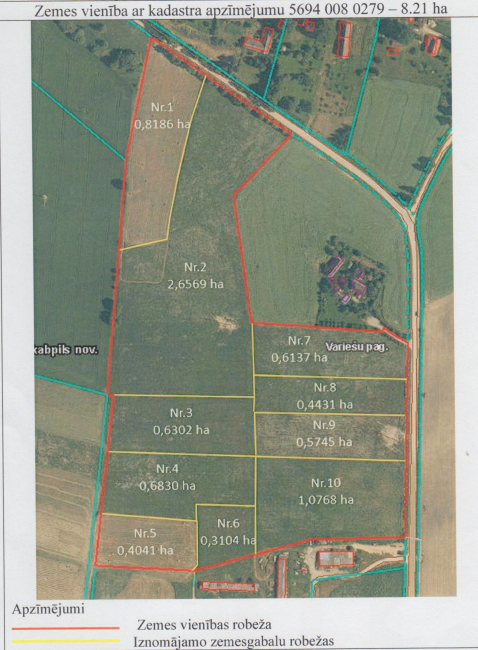 Zemes vienība ar kadastra apzīmējumu 5694 008 0279 – 8.21 ha
Nr.1
0,8186 ha
Nr.2
2,6569 ha
Nr.7
0,6137 ha
kabpils nov.
Variešu pag.
Nr.8
0,4431 ha
Nr.3
0,6302 ha
Nr.9
0,5745 ha
Nr.4
0,6830 ha
Nr.10
1,0768 ha
Nr.5
0,4041 ha
Nr.6
0,3104 ha
Apzīmējumi
Zemes vienības robeža
Iznomājamo zemesgabalu robežas